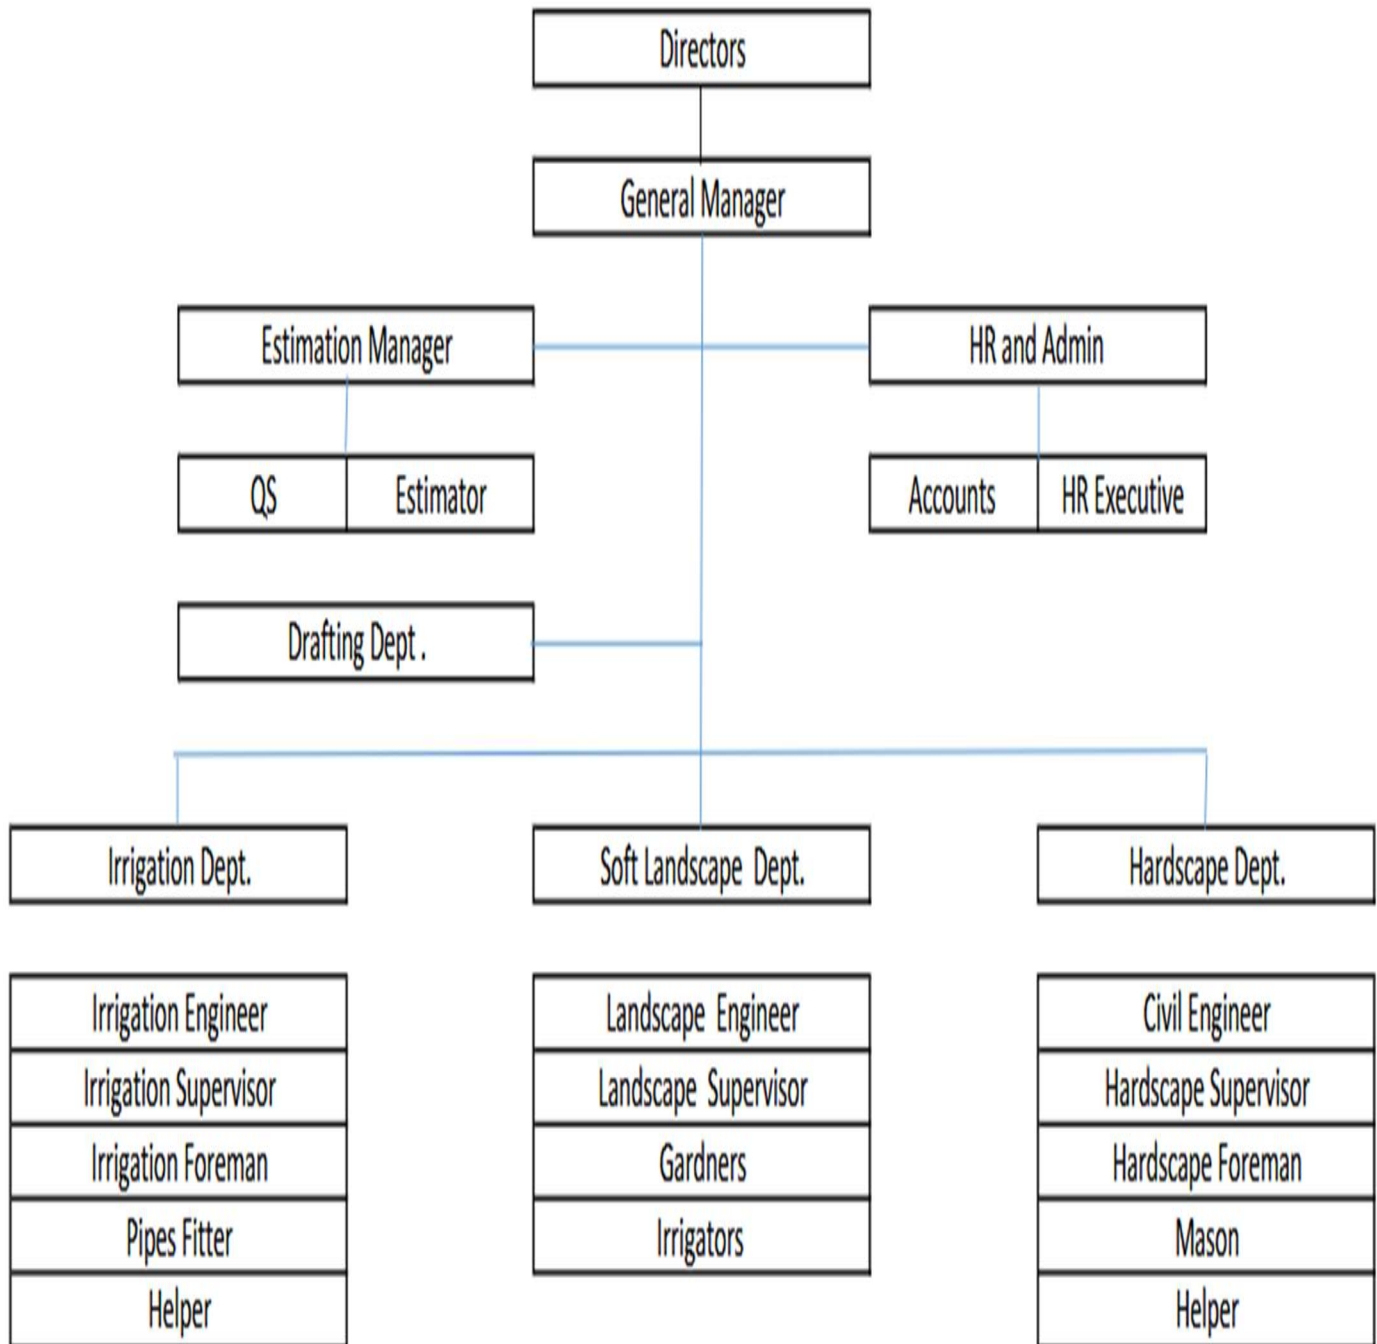 Directors
General Manager
Estimation Manager
HR and Admin
QS
Estimator
Accounts
HR Executive
Drafting Dept .
Irrigation Dept.
Soft Landscape Dept.
Hardscape Dept.
Irrigation Engineer
Irrigation Supervisor
Irrigation Foreman
Pipes Fitter
Helper
Landscape Engineer
Landscape Supervisor
Gardners
Irrigators
Civil Engineer
Hardscape Supervisor
Hardscape Foreman
Mason
Helper